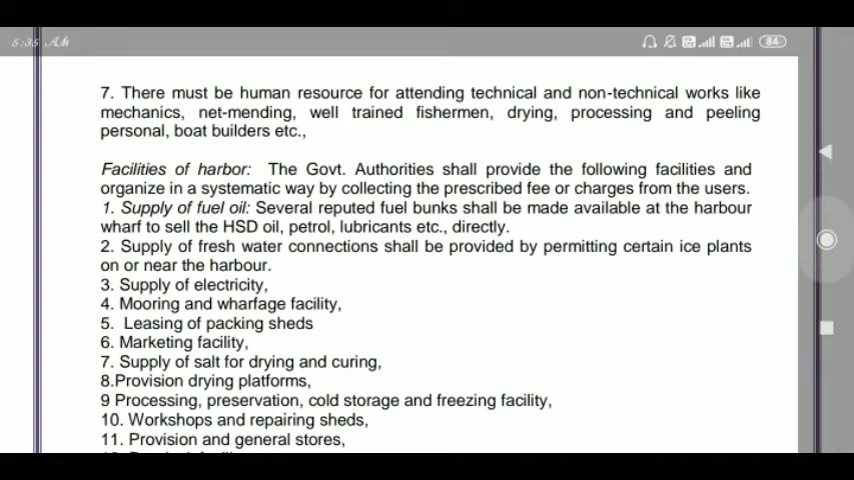 5:35 AM
84
7. There must be human resource for attending technical and non-technical works like
mechanics, net-mending, well trained fishermen, drying, processing and peeling
personal, boat builders etc.,
Facilities of harbor: The Govt. Authorities shall provide the following facilities and
organize in a systematic way by collecting the prescribed fee or charges from the users.
1. Supply of fuel oil: Several reputed fuel bunks shall be made available at the harbour
wharf to sell the HSD oil, petrol, lubricants etc., directly.
2. Supply of fresh water connections shall be provided by permitting certain ice plants
on or near the harbour.
3. Supply of electricity,
4. Mooring and wharfage facility,
5. Leasing of packing sheds
6. Marketing facility,
7. Supply of salt for drying and curing,
8.Provision drying platforms,
9 Processing, preservation, cold storage and freezing facility,
10. Workshops and repairing sheds,
11. Provision and general stores,